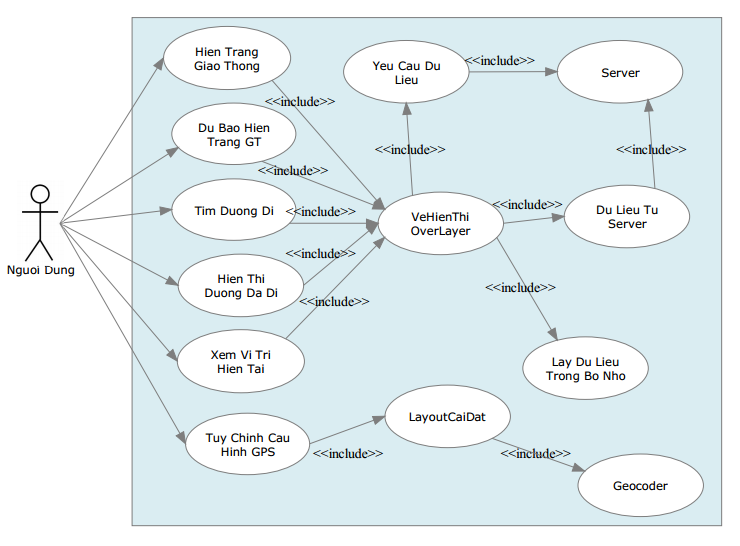 Hien Trang
Giao Thong
Yeu Cau Du
Lieu
<<include>>
Server
<<include>>
Du Bao Hien
Trang GT
<<include>>
<<include>>
<<include>>
Tim Duong Di
<<include>>
VeHienThi
OverLayer
<<include>>
Du Lieu Tu
Server
Nguoi Dung
Hien Thi
Duong Da Di
<<include>>
<<include>>
<<include>>
Xem Vi Tri
Hien Tai
Lay Du Lieu
Trong Bo Nho
LayoutCaiDat
Tuy Chinh Cau
Hinh GPS
<<include>>
<<include>>
Geocoder